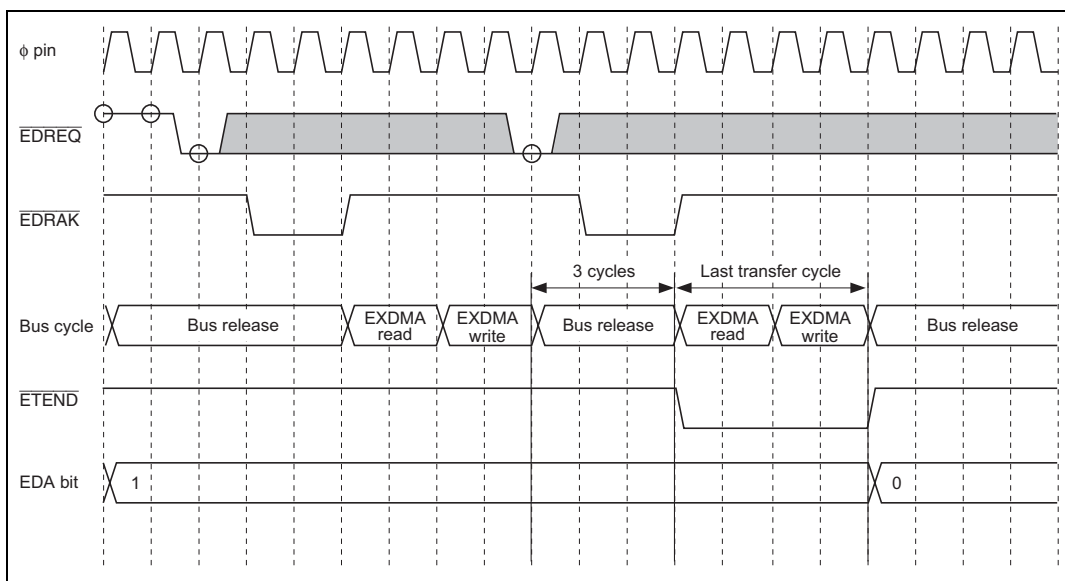 φ pin
EDREQ
EDRAK
3 cycles
Last transfer cycle
Bus cycle
Bus release
EXDMA
read
EXDMA
write
Bus release
EXDMA
read
EXDMA
write
Bus release
ETEND
EDA bit
1
0